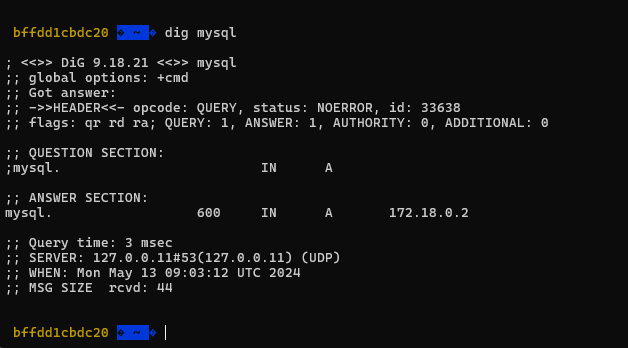 bffdd1cbdc20 � ~ � dig mysql
; <<>> DiG 9.18.21 <<>> mysql
;; global options: +cmd
;; Got answer:
;; ->>HEADER<<- opcode: QUERY, status: NOERROR, id: 33638
;; flags: qr rd ra; QUERY: 1, ANSWER: 1, AUTHORITY: 0, ADDITIONAL: 0
;; QUESTION SECTION:
;mysql. IN A
;; ANSWER SECTION:
mysql. 600 IN A 172.18.0.2
;; Query time: 3 msec
;; SERVER: 127.0.0.11#53(127.0.0.11) (UDP)
;; WHEN: Mon May 13 09:03:12 UTC 2024
;; MSG SIZE rcvd: 44
bffdd1cbdc20 � ~ �